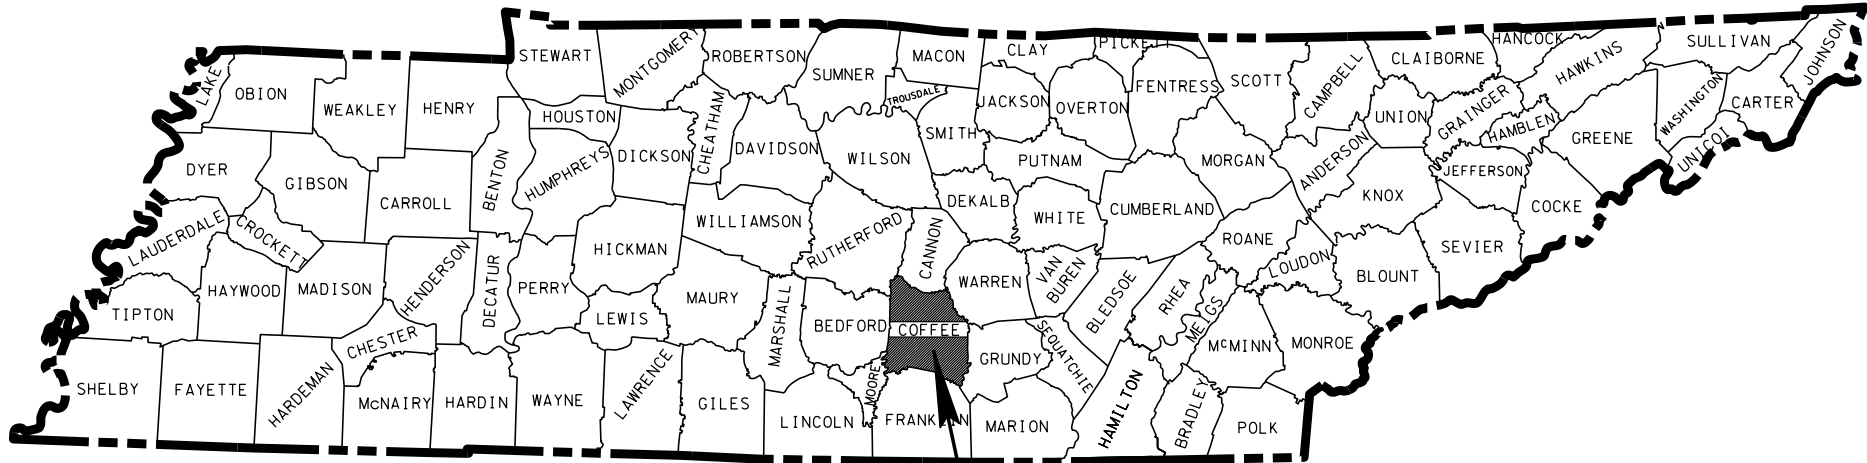 STEWART
MONTGOMERY
ROBERTSON
SUMNER
MACON
CLAY
PICKETT
FENTRESS
SCOTT
CAMPBELL
CLAIBORNE
HANCOCK
HAWKINS
SULLIVAN
JOHNSON
LAKE
OBION
WEAKLEY
HENRY
HOUSTON
CHEATHAM
TROUSDALE
JACKSON
OVERTON
UNION
GRAINGER
HAMBLEN
GREENE
WASHINGTON
CARTER
UNICOI
DYER
GIBSON
CARROLL
BENTON
HUMPHREYS
DICKSON
DAVIDSON
WILSON
SMITH
PUTNAM
MORGAN
ANDERSON
KNOX
JEFFERSON
COCKE
LAUDERDALE
CROCKETT
WILLIAMSON
RUTHERFORD
CANNON
DEKALB
WHITE
CUMBERLAND
ROANE
LOUDON
BLOUNT
SEVIER
TIPTON
HAYWOOD
MADISON
HENDERSON
DECATUR
PERRY
HICKMAN
LEWIS
MAURY
MARSHALL
BEDFORD
COFFEE
WARREN
VAN
BUREN
BLEDSOE
RHEA
MEIGS
McMINN
MONROE
SHELBY
FAYETTE
HARDEMAN
CHESTER
McNAIRY
HARDIN
WAYNE
LAWRENCE
GILES
LINCOLN
MOORE
FRANKLIN
GRUNDY
SEQUATCHIE
MARION
HAMILTON
BRADLEY
POLK